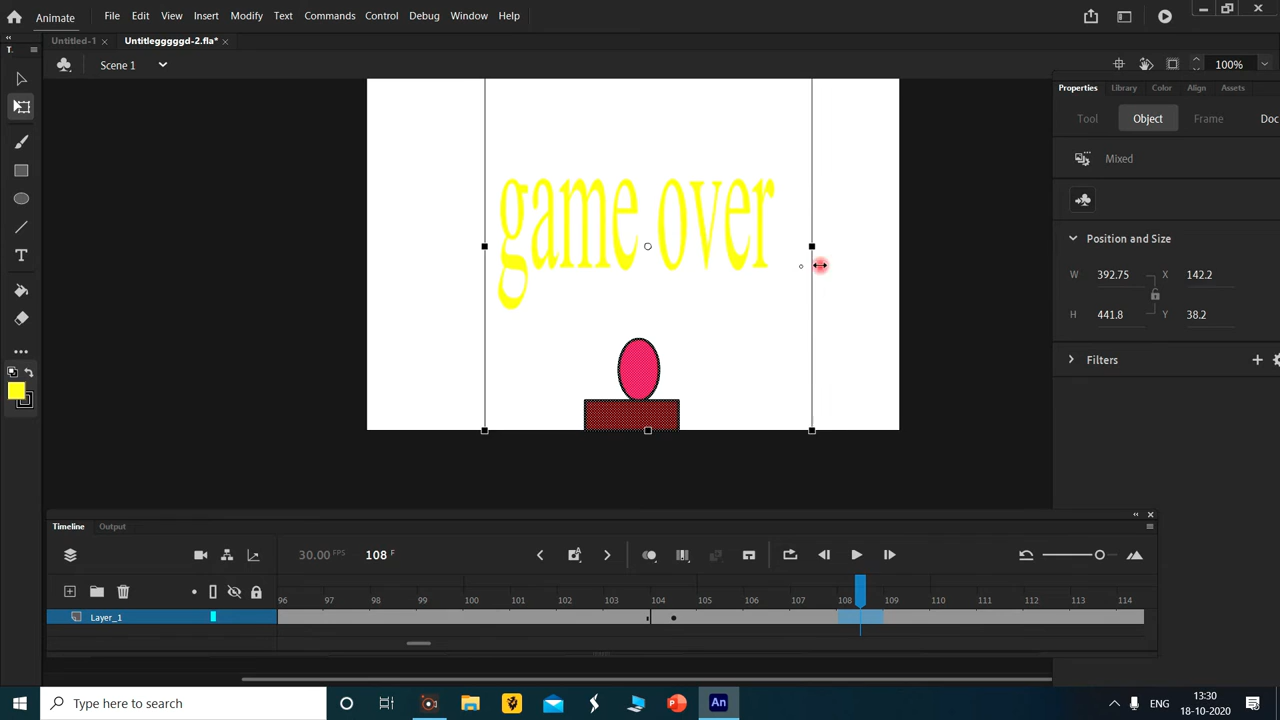 Animate File Edit View Insert Modify Text Commands Control Debug Window Help
Untitled-1 Untitlegggggd-2.fla*
T.
Scene 1 100%
Properties Library Color Align Assets
Tool Object Frame Doc
Mixed
Position and Size
W 392.75 X 142.2
H 441.8 Y 38.2
Filters
game over
Timeline Output
30.00 FPS 108 F
96 97 98 99 100 101 102 103 104 105 106 107 108 109 110 111 112 113 114
Layer_1
Type here to search
An
ENG
13:30
18-10-2020